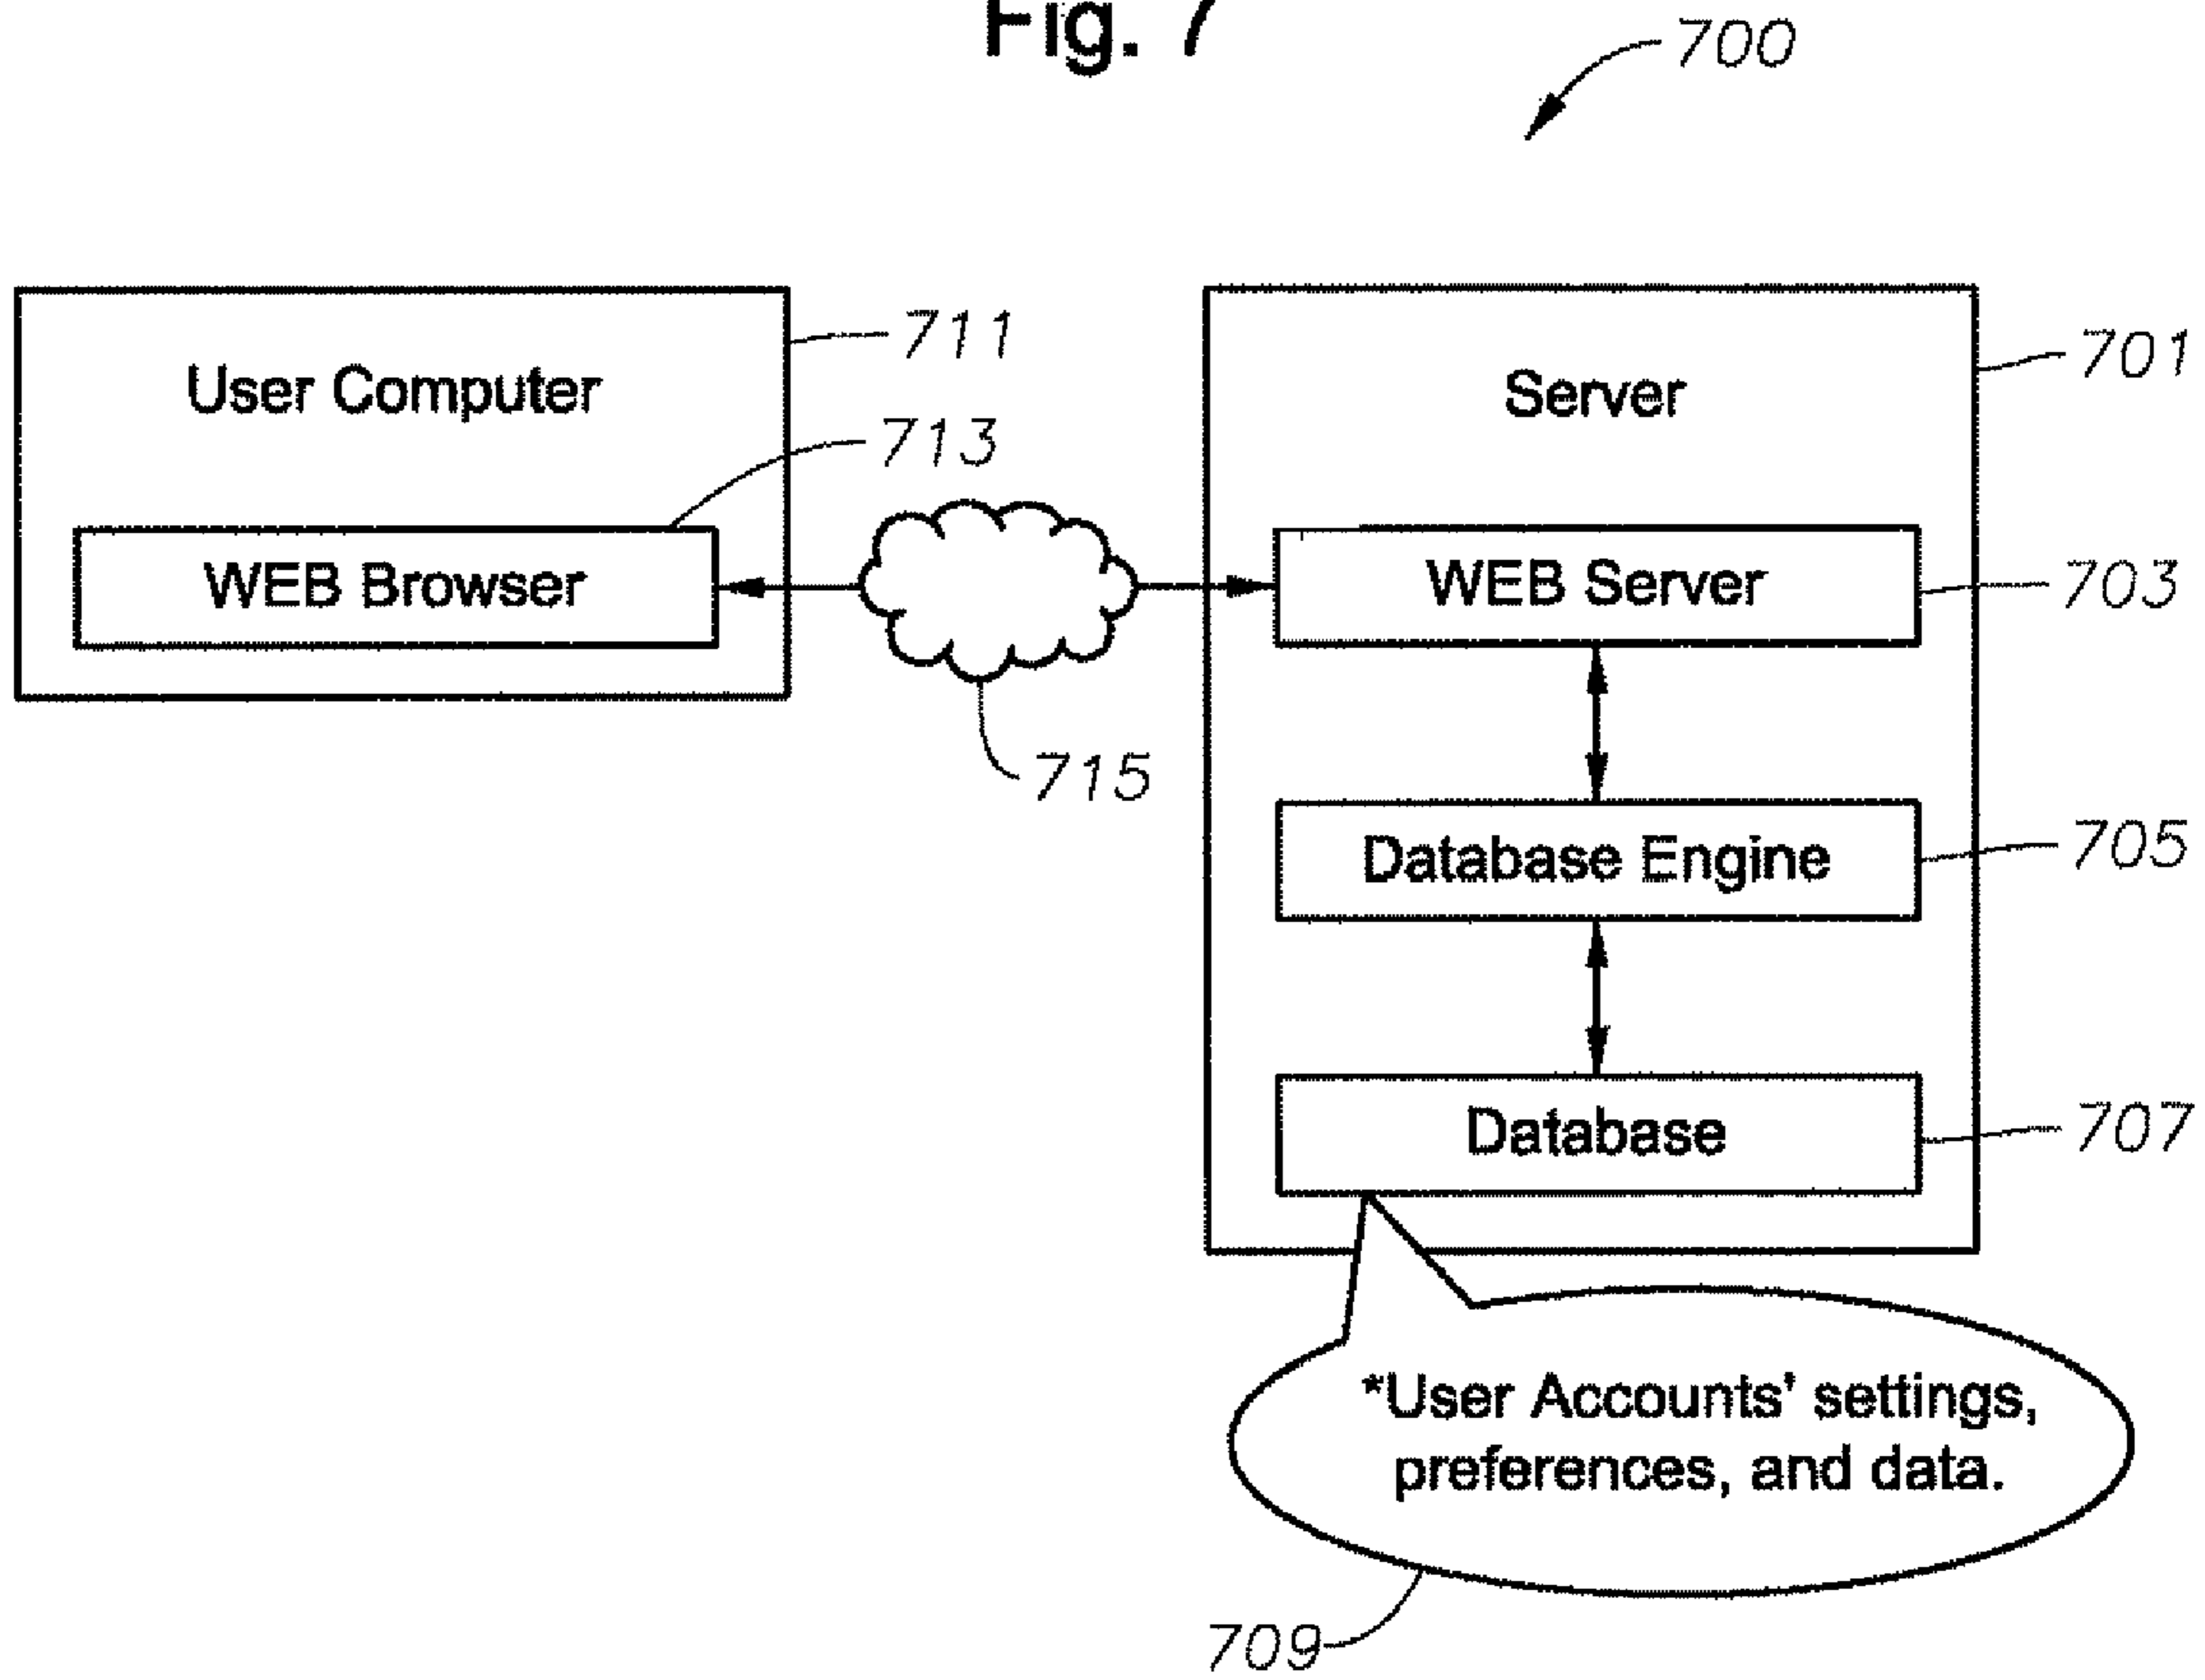 Fig. 7
700
711
User Computer
713
WEB Browser
715
701
Server
WEB Server
703
Database Engine
705
Database
707
*User Accounts' settings,
preferences, and data.
709